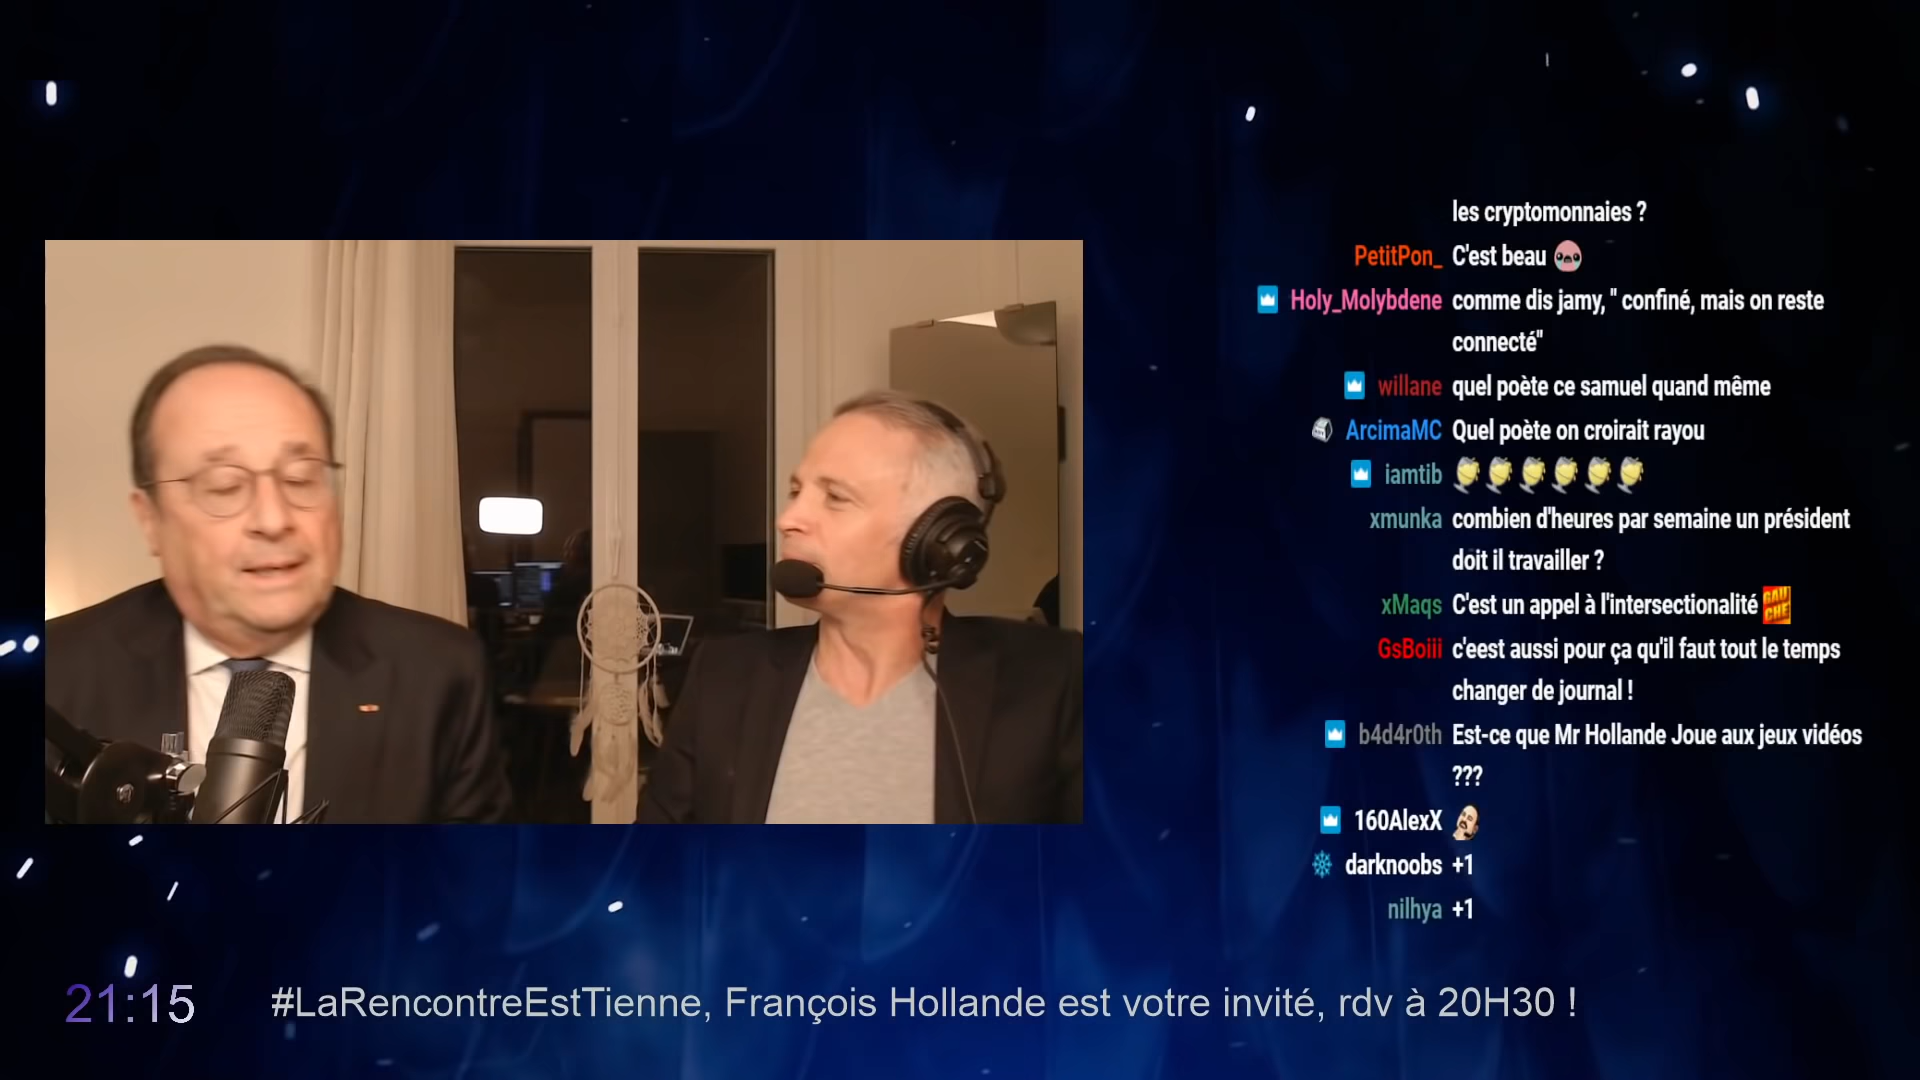 les cryptomonnaies ?
PetitPon_ C'est beau
Holy_Molybdene comme dis jamy, " confiné, mais on reste
connecté"
willane quel poète ce samuel quand même
ArcimaMC Quel poète on croirait rayou
iamtib
xmunka combien d'heures par semaine un président
doit il travailler ?
xMaqs C'est un appel à l'intersectionalité GAUCHE
GsBoiii c'eest aussi pour ça qu'il faut tout le temps
changer de journal !
b4d4r0th Est-ce que Mr Hollande Joue aux jeux vidéos
???
160AlexX
darknoobs +1
nilhya +1
21:15 #LaRencontreEstTienne, François Hollande est votre invité, rdv à 20H30 !